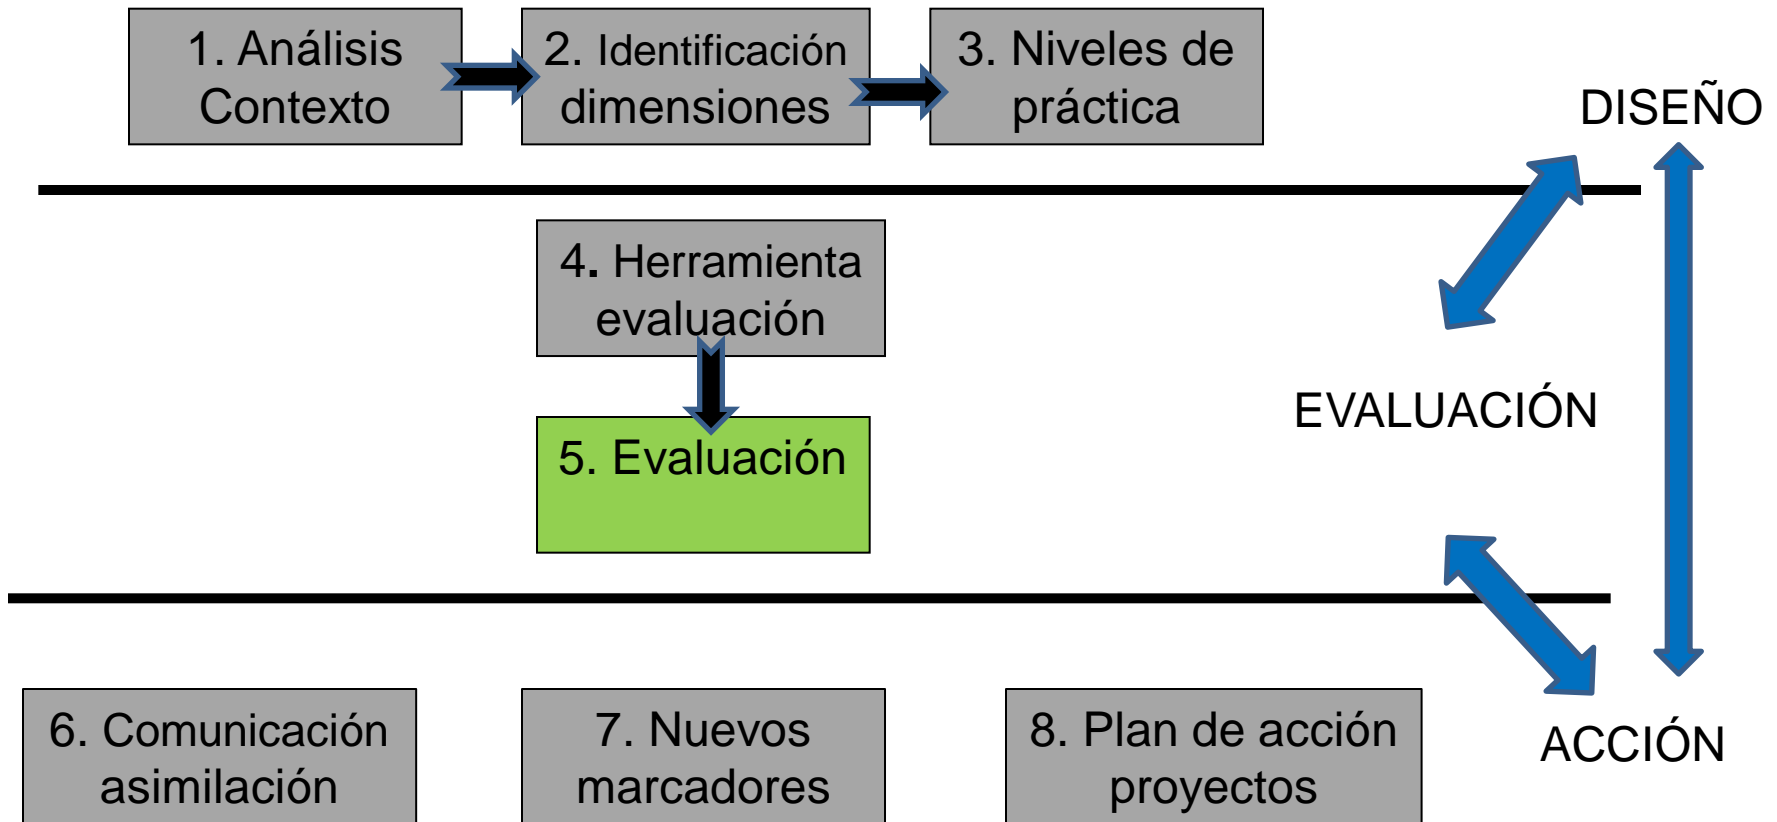 1. Análisis
Contexto
2. Identificación
dimensiones
3. Niveles de
práctica
DISEÑO
4. Herramienta
evaluación
5. Evaluación
EVALUACIÓN
6. Comunicación
asimilación
7. Nuevos
marcadores
8. Plan de acción
proyectos
ACCIÓN